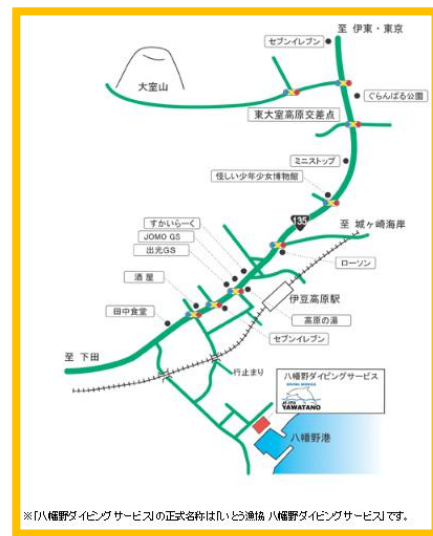 至 伊東・東京
セブンイレブン
大室山
ぐらんぱる公園
東大室高原交差点
ミニストップ
怪しい少年少女博物館
135
至 城ヶ崎海岸
すかいらーく
JOMO GS
出光GS
ローソン
酒屋
伊豆高原駅
田中食堂
高原の湯
セブンイレブン
至 下田
行止まり
八幡野ダイビングサービス
YAWATANO
八幡野港
※「八幡野ダイビングサービス」の正式名称は「いとう漁協 八幡野ダイビングサービス」です。